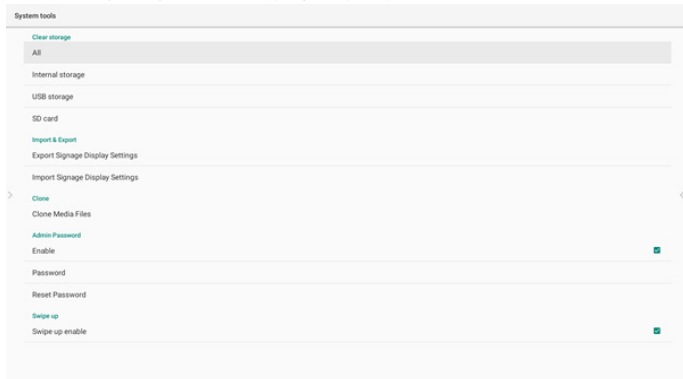 System tools
Clear storage
All
Internal storage
USB storage
SD card
Import & Export
Export Signage Display Settings
Import Signage Display Settings
Clone
Clone Media Files
Admin Password
Enable
Password
Reset Password
Swipe up
Swipe up enable